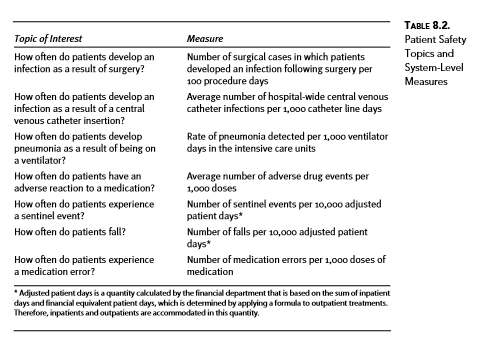 TABLE 8.2.
Patient Safety
Topics and
System-Level
Measures
Topic of Interest Measure
How often do patients develop an
infection as a result of surgery?
Number of surgical cases in which patients
developed an infection following surgery per
100 procedure days
How often do patients develop an
infection as a result of a central
venous catheter insertion?
Average number of hospital-wide central venous
catheter infections per 1,000 catheter line days
How often do patients develop
pneumonia as a result of being on
a ventilator?
Rate of pneumonia detected per 1,000 ventilator
days in the intensive care units
How often do patients have an
adverse reaction to a medication?
Average number of adverse drug events per
1,000 doses
How often do patients experience
a sentinel event?
Number of sentinel events per 10,000 adjusted
patient days*
How often do patients fall?
Number of falls per 10,000 adjusted patient
days*
How often do patients experience
a medication error?
Number of medication errors per 1,000 doses of
medication
* Adjusted patient days is a quantity calculated by the financial department that is based on the sum of inpatient
days and financial equivalent patient days, which is determined by applying a formula to outpatient treatments.
Therefore, inpatients and outpatients are accommodated in this quantity.